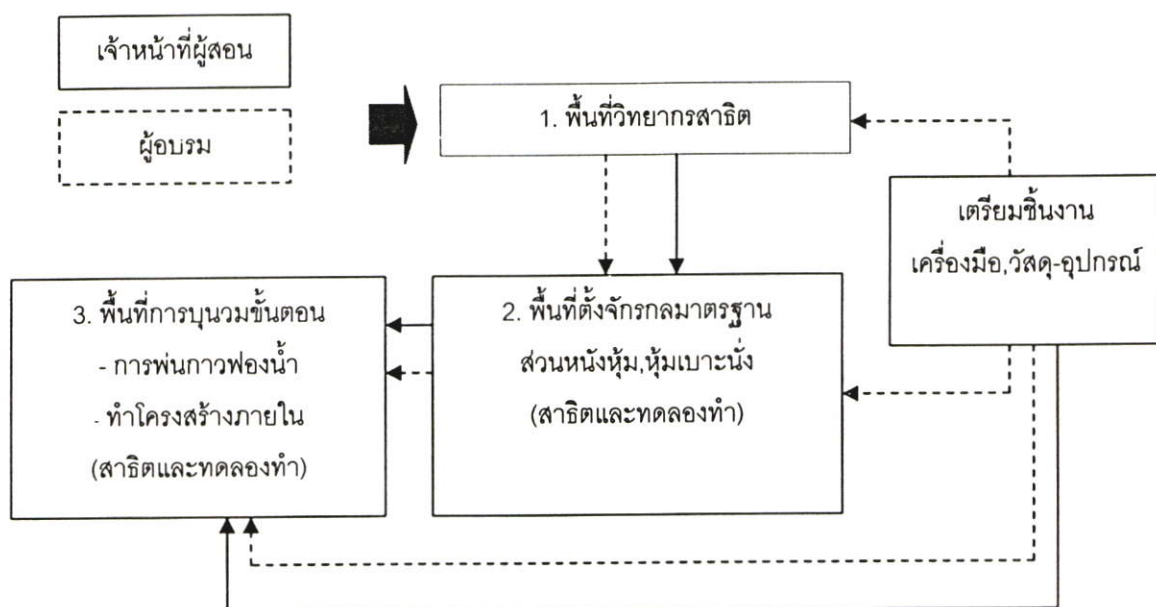 เจ้าหน้าที่ผู้สอน
ผู้อบรม
1. พื้นที่วิทยากรสาธิต
เตรียมชิ้นงาน
เครื่องมือ,วัสดุ-อุปกรณ์
3. พื้นที่การบุนวมขั้นตอน
- การพ่นกาวฟองน้ำ
- ทำโครงสร้างภายใน
(สาธิตและทดลองทำ)
2. พื้นที่ตั้งจักรกลมาตรฐาน
ส่วนหนังหุ้ม,หุ้มเบาะนั่ง
(สาธิตและทดลองทำ)